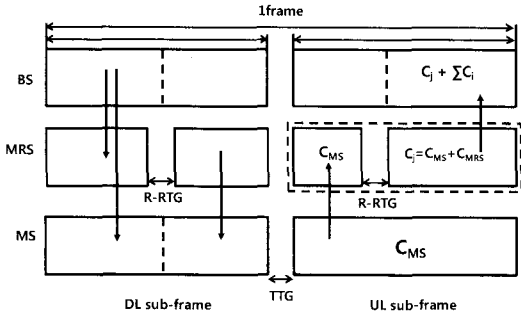 1frame
BS
C_j + ∑C_i
MRS
C_MS
C_j=C_MS+C_MRS
R-RTG
R-RTG
MS
C_MS
TTG
DL sub-frame
UL sub-frame